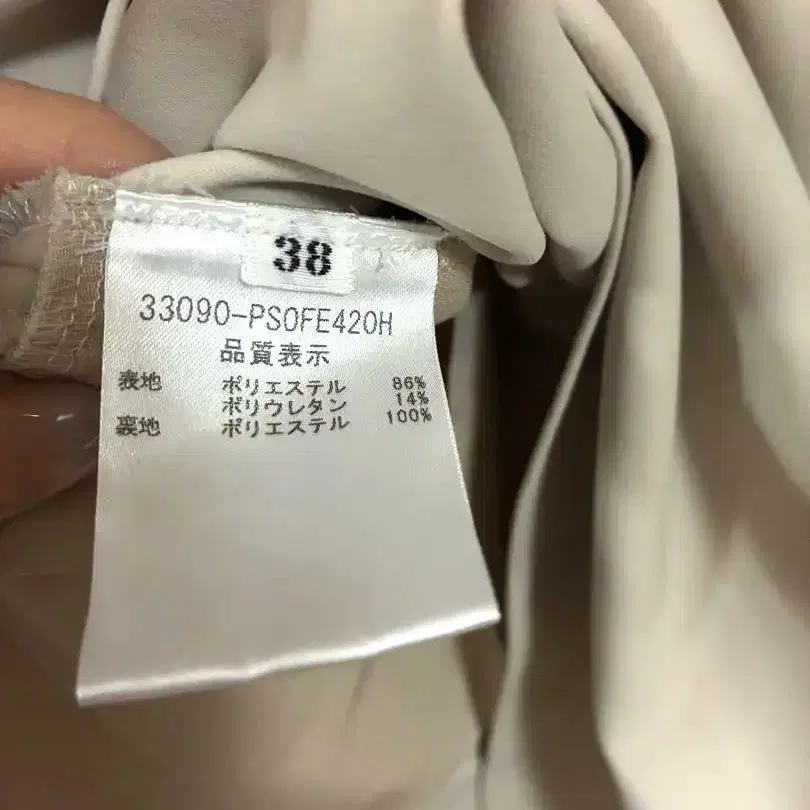 38
33090-PS0FE420H
品質表示
表地 ポリエステル 86%
ポリウレタン 14%
裏地 ポリエステル 100%